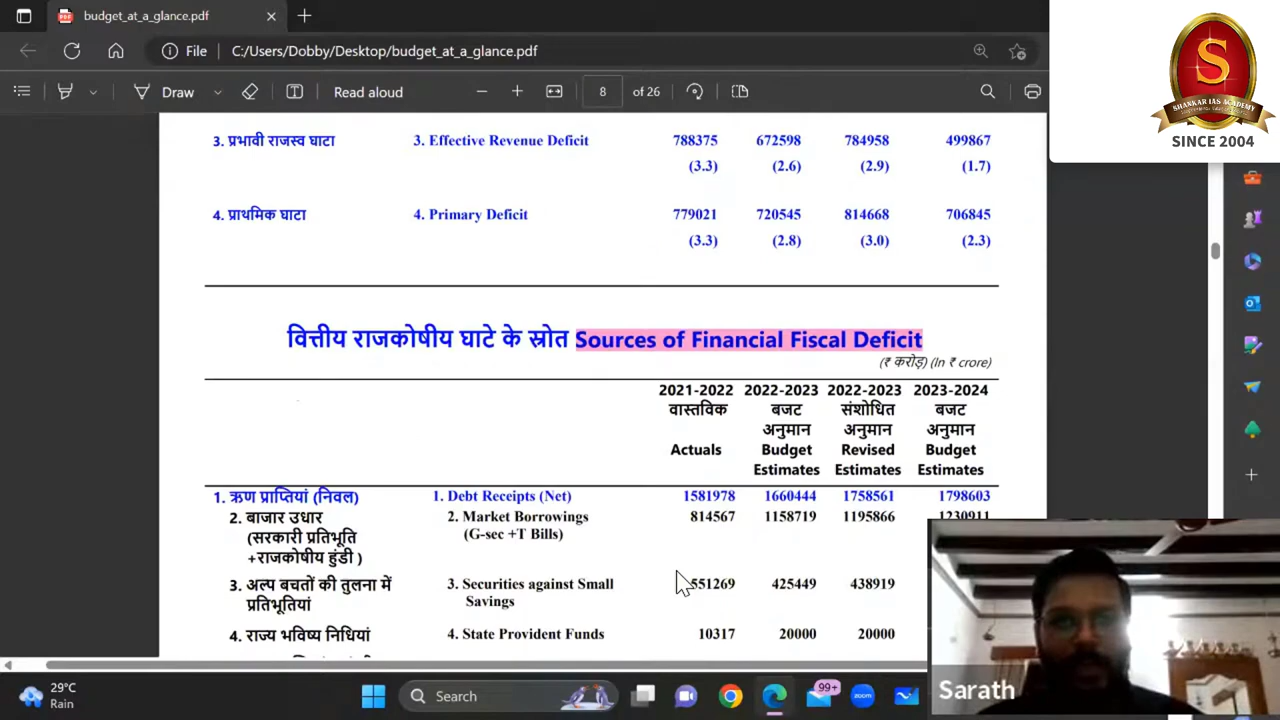 budget_at_a_glance.pdf
File C:/Users/Dobby/Desktop/budget_at_a_glance.pdf
Draw Read aloud 8 of 26
S
SHANKAR IAS ACADEMY
SINCE 2004
3. प्रभावी राजस्व घाटा 3. Effective Revenue Deficit 788375 672598 784958 499867
(3.3) (2.6) (2.9) (1.7)
4. प्राथमिक घाटा 4. Primary Deficit 779021 720545 814668 706845
(3.3) (2.8) (3.0) (2.3)
वित्तीय राजकोषीय घाटे के स्रोत Sources of Financial Fiscal Deficit
(₹ करोड़) (In ₹ crore)
2021-2022 2022-2023 2022-2023 2023-2024
वास्तविक बजट संशोधित बजट
अनुमान अनुमान अनुमान
Actuals Budget Revised Budget
Estimates Estimates Estimates
1. ऋण प्राप्तियां (निवल) 1. Debt Receipts (Net) 1581978 1660444 1758561 1798603
2. बाजार उधार 2. Market Borrowings 814567 1158719 1195866 1230911
(सरकारी प्रतिभूति (G-sec +T Bills)
+राजकोषीय हुंडी )
3. अल्प बचतों की तुलना में 3. Securities against Small 551269 425449 438919
प्रतिभूतियां Savings
4. राज्य भविष्य निधियां 4. State Provident Funds 10317 20000 20000
Sarath
29°C
Rain
Search
99+
zoom